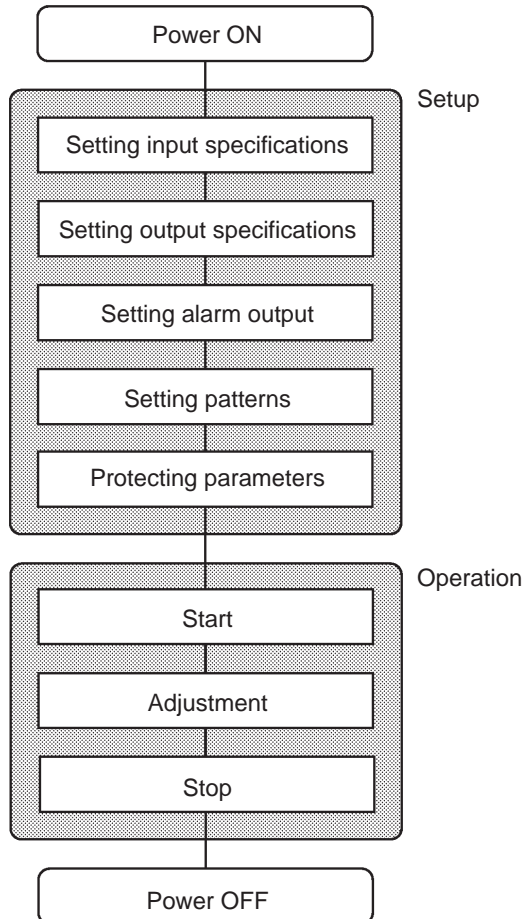 Power ON
Setup
Setting input specifications
Setting output specifications
Setting alarm output
Setting patterns
Protecting parameters
Operation
Start
Adjustment
Stop
Power OFF